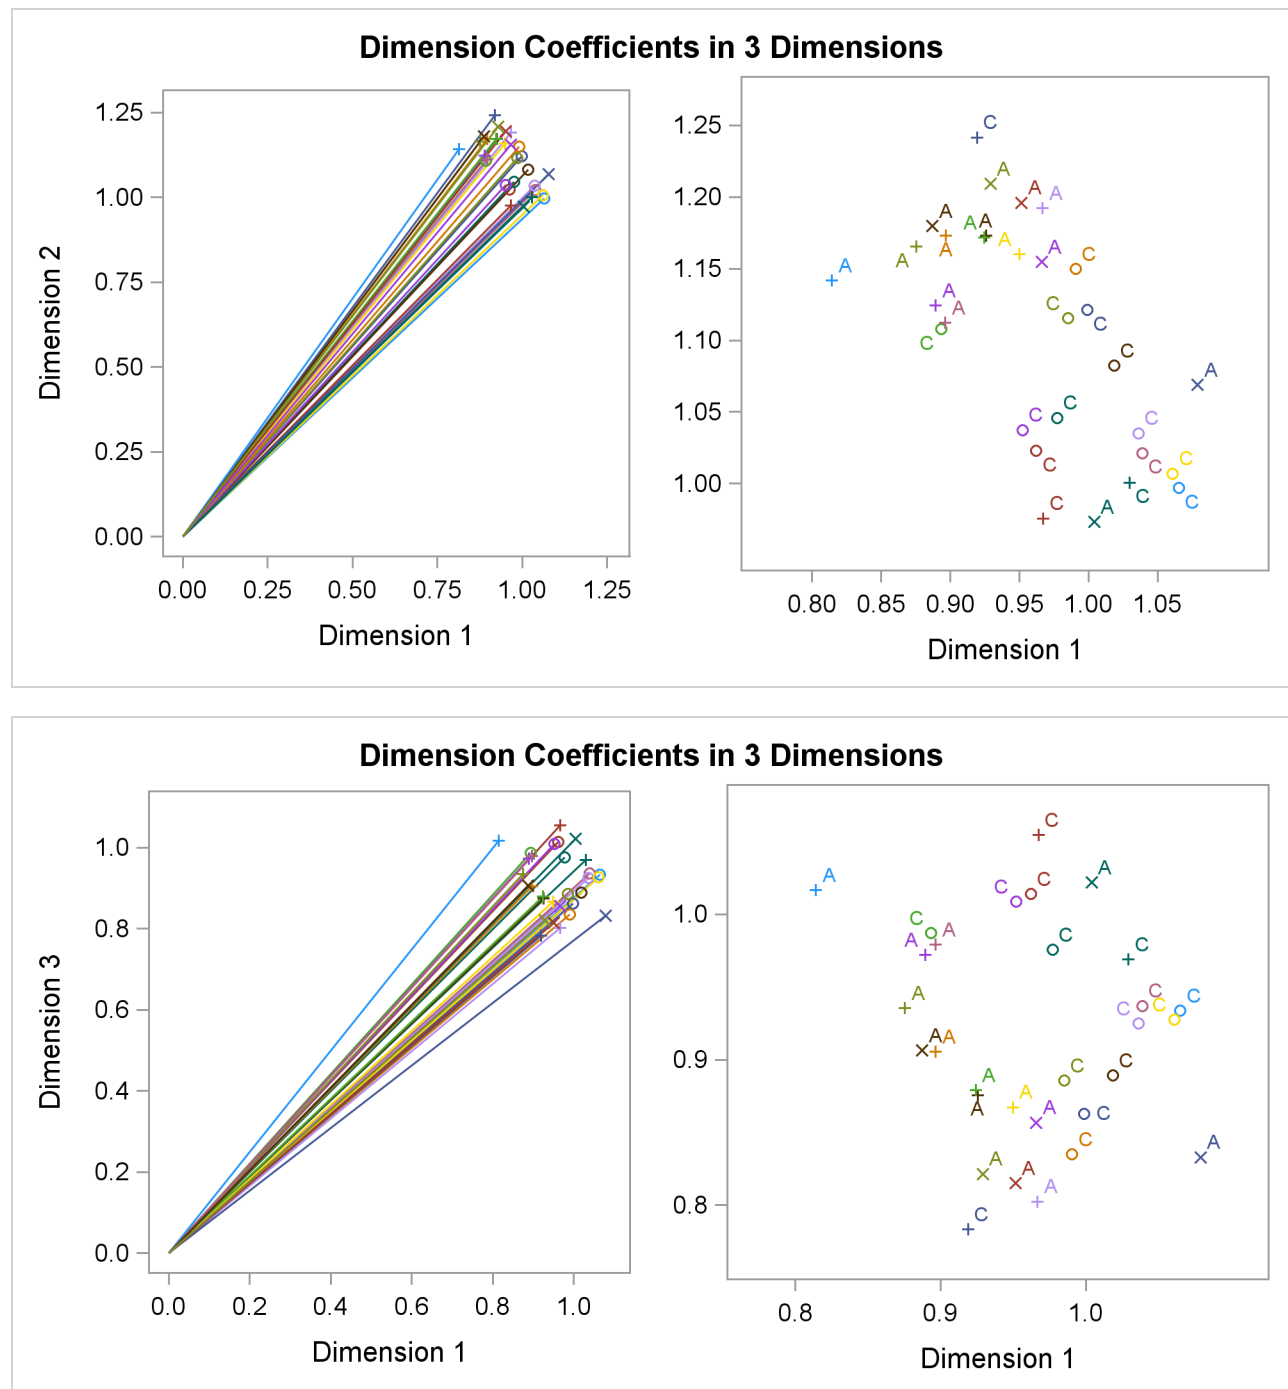 Dimension Coefficients in 3 Dimensions
1.25
1.00
0.75
0.50
0.25
0.00
Dimension 2
0.00 0.25 0.50 0.75 1.00 1.25
Dimension 1
1.25
1.20
1.15
1.10
1.05
1.00
C
A
A
A
A
A
A
A
A
A
C
A
A
A
A
C
C
C
C
A
C
C
C
C
C
C
C
C
A
C
C
0.80 0.85 0.90 0.95 1.00 1.05
Dimension 1
Dimension Coefficients in 3 Dimensions
1.0
0.8
0.6
0.4
0.2
0.0
Dimension 3
0.0 0.2 0.4 0.6 0.8 1.0
Dimension 1
1.0
0.9
0.8
C
A
A
C
C
C
A
A
C
C
A
C
C
C
C
A
A
A
C
C
A
A
A
A
C
C
A
A
A
A
C
0.8 0.9 1.0
Dimension 1